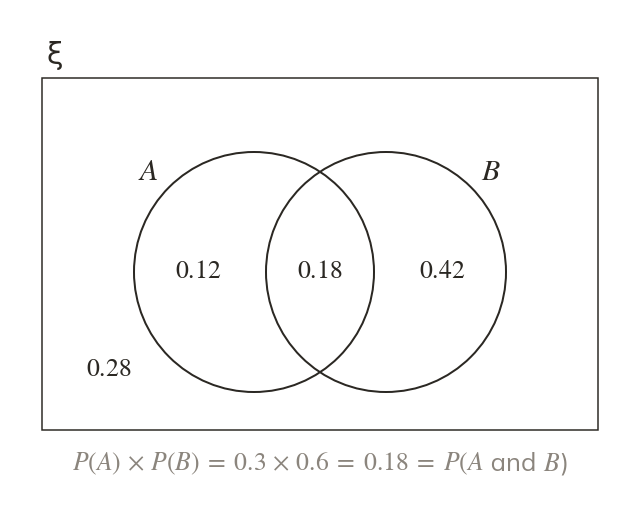 ξ
A B
0.12 0.18 0.42
0.28
P(A) × P(B) = 0.3 × 0.6 = 0.18 = P(A and B)